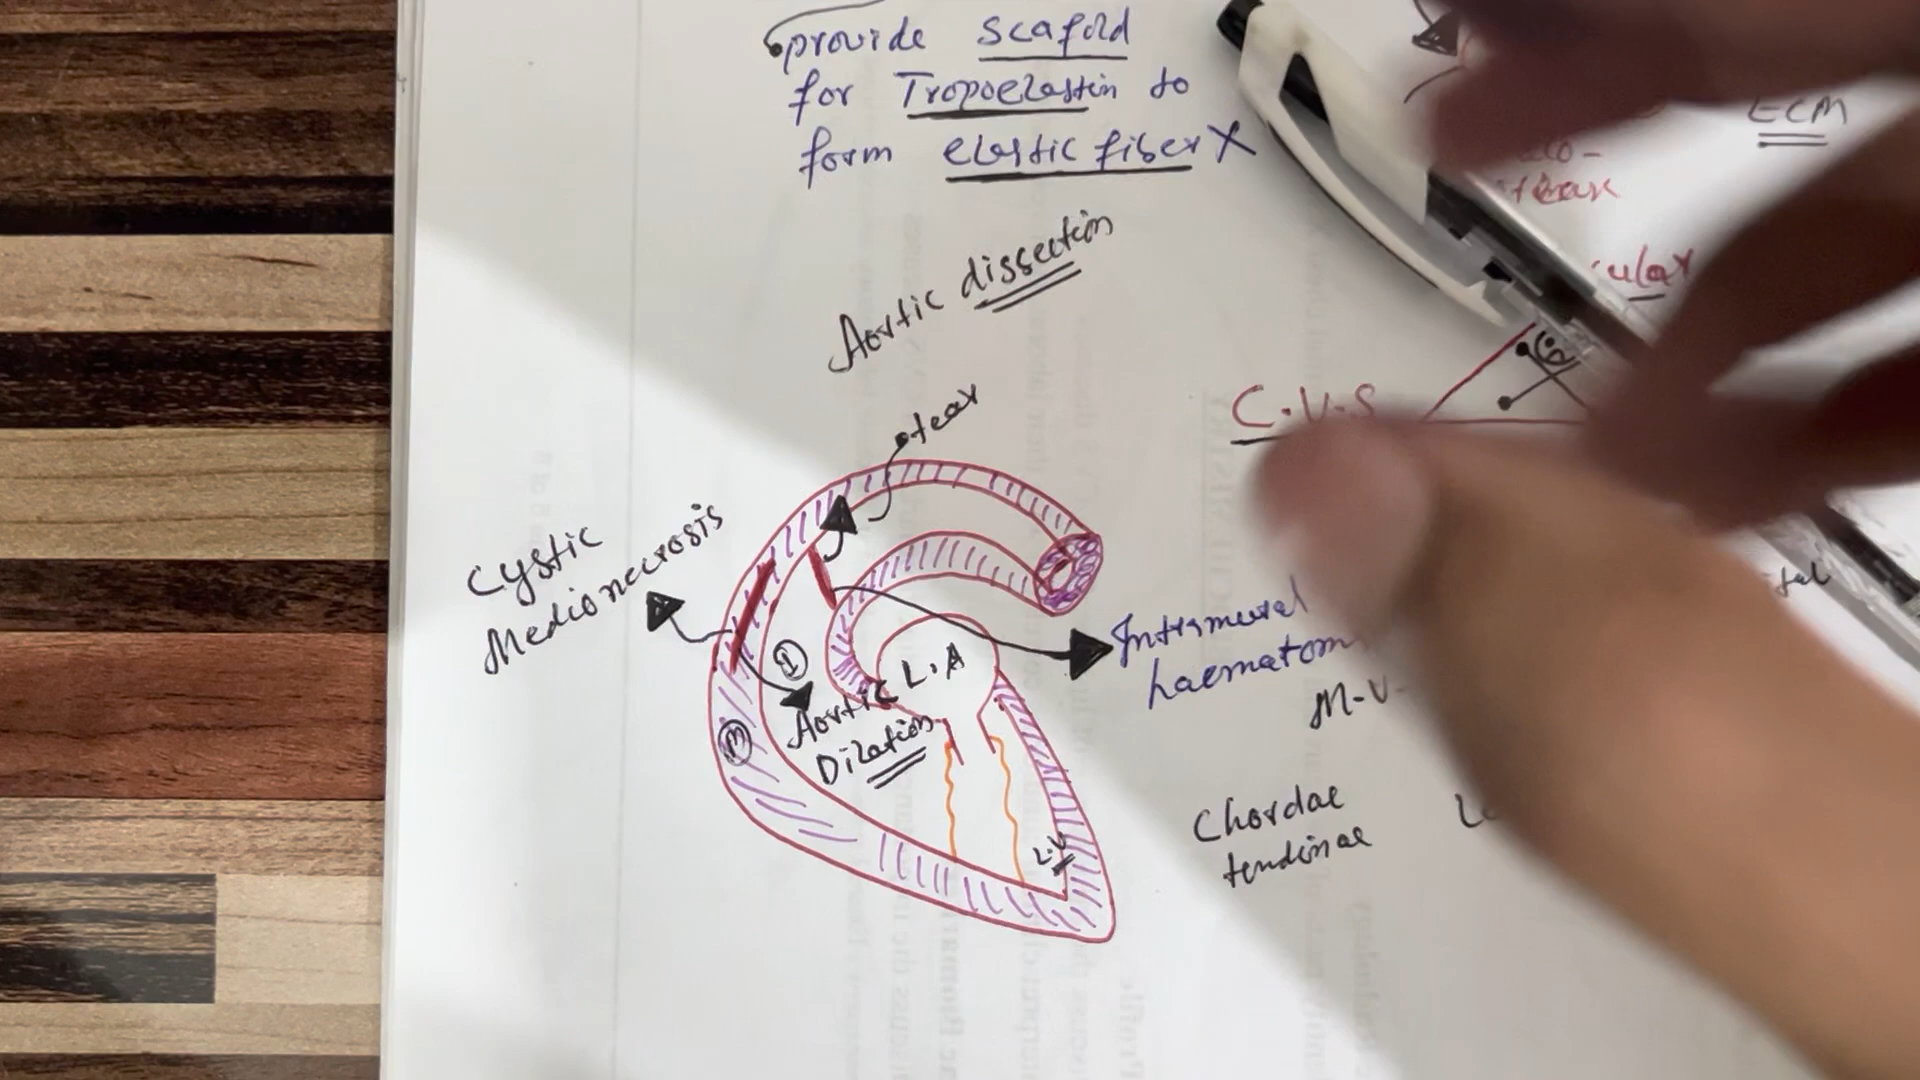 provide scafold
for Tropoelastin to
form elastic fiber X
ECM
Aortic dissection
C.V.S
tear
Cystic
Medionecrosis
Intramural
haematom
M-V-
I
L.A
Aortic
Dilation
M
Chordae
tendinae
L.V